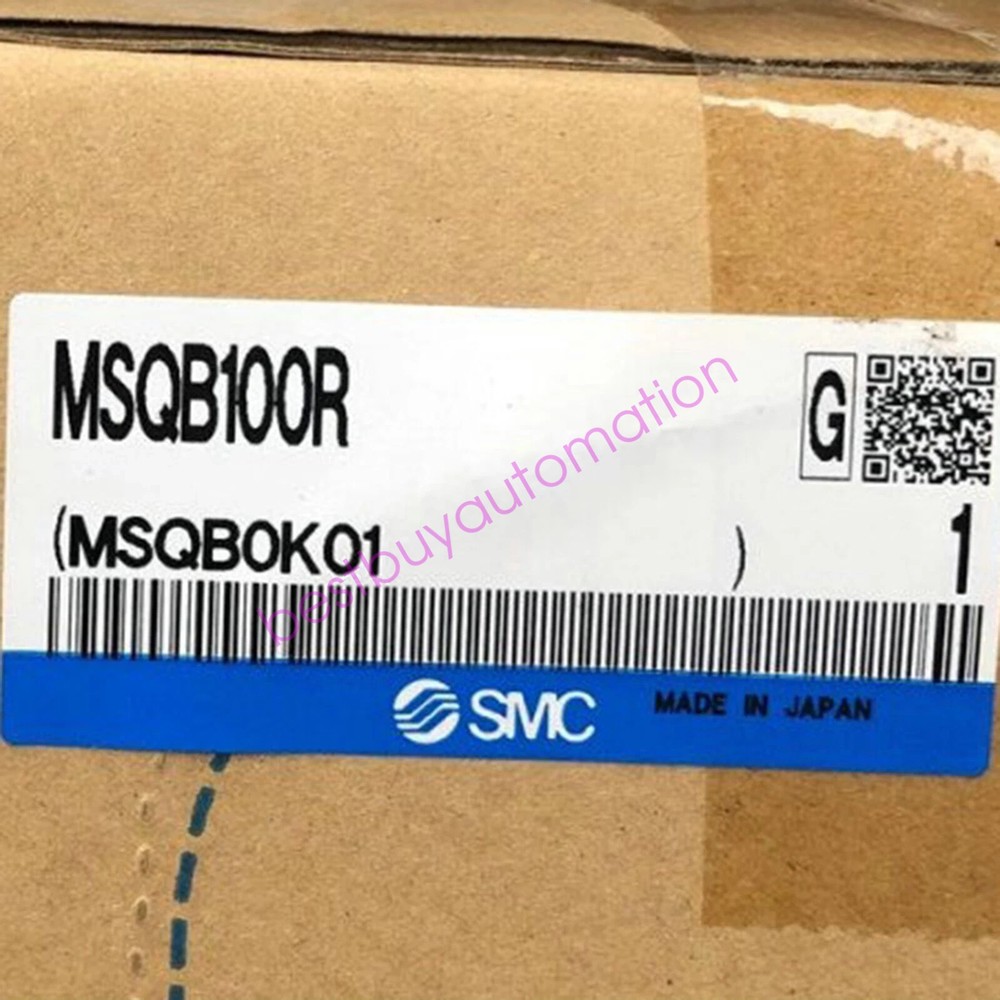 MSQB100R
G
(MSQB0K01 )
1
bestbuyautomation
SMC
MADE IN JAPAN